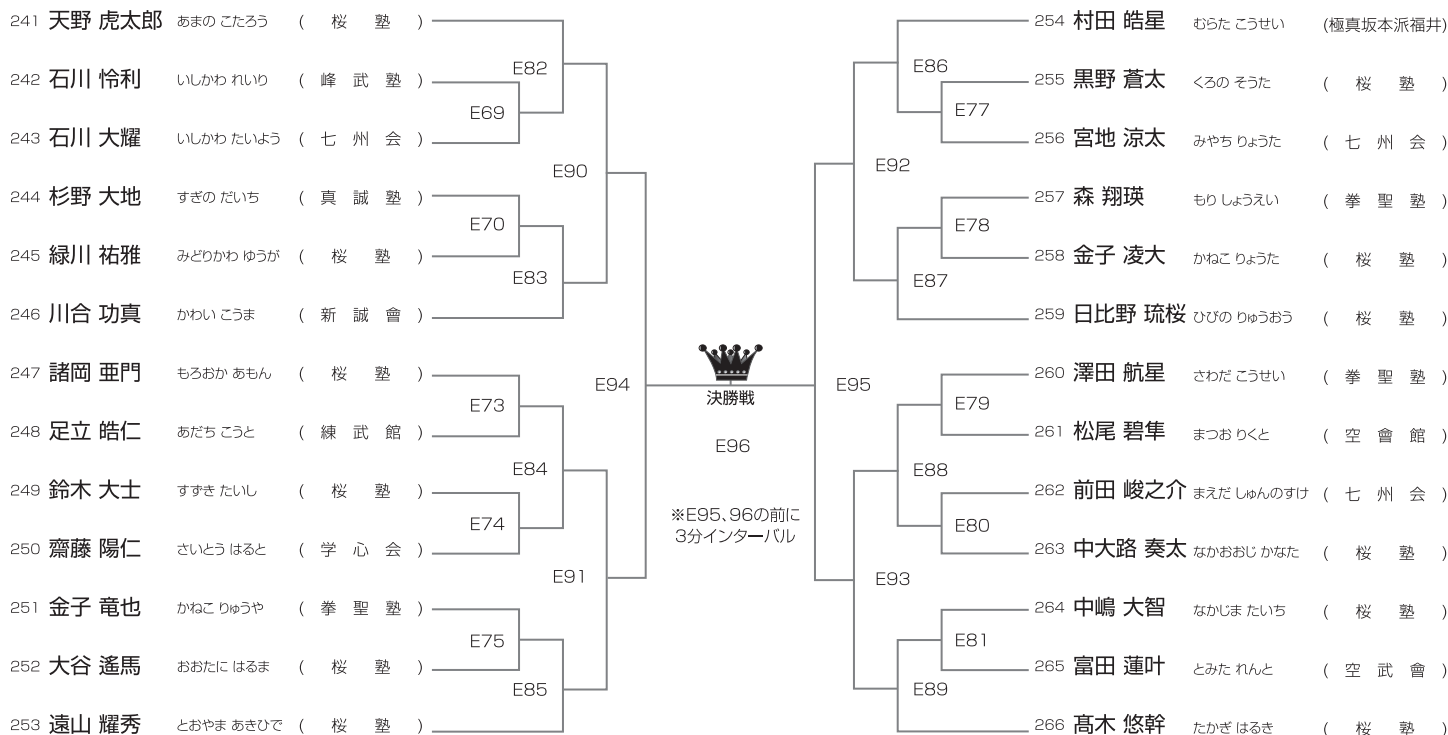 241 天野 虎太郎 あまの こたろう ( 桜 塾 )
242 石川 怜利 いしかわ れいり ( 峰 武 塾 )
243 石川 大耀 いしかわ たいよう ( 七 州 会 )
244 杉野 大地 すぎの だいち ( 真 誠 塾 )
245 緑川 祐雅 みどりかわ ゆうが ( 桜 塾 )
246 川合 功真 かわい こうま ( 新 誠 會 )
247 諸岡 亜門 もろおか あもん ( 桜 塾 )
248 足立 皓仁 あだち こうと ( 練 武 館 )
249 鈴木 大士 すずき たいし ( 桜 塾 )
250 齋藤 陽仁 さいとう はると ( 学 心 会 )
251 金子 竜也 かねこ りゅうや ( 拳 聖 塾 )
252 大谷 遙馬 おおたに はるま ( 桜 塾 )
253 遠山 耀秀 とおやま あきひで ( 桜 塾 )
E82
E69
E90
E70
E83
E94
E73
E84
E74
E91
E75
E85
決勝戦
E96
※E95、96の前に
3分インターバル
E86
E77
E92
E78
E87
E95
E79
E88
E80
E93
E81
E89
254 村田 皓星 むらた こうせい (極真坂本派福井)
255 黒野 蒼太 くろの そうた ( 桜 塾 )
256 宮地 涼太 みやち りょうた ( 七 州 会 )
257 森 翔瑛 もり しょうえい ( 拳 聖 塾 )
258 金子 凌大 かねこ りょうた ( 桜 塾 )
259 日比野 琉桜 ひびの りゅうおう ( 桜 塾 )
260 澤田 航星 さわだ こうせい ( 拳 聖 塾 )
261 松尾 碧隼 まつお りくと ( 空 會 館 )
262 前田 峻之介 まえだ しゅんのすけ ( 七 州 会 )
263 中大路 奏太 なかおおじ かなた ( 桜 塾 )
264 中嶋 大智 なかじま たいち ( 桜 塾 )
265 富田 蓮叶 とみた れんと ( 空 武 會 )
266 髙木 悠幹 たかぎ はるき ( 桜 塾 )